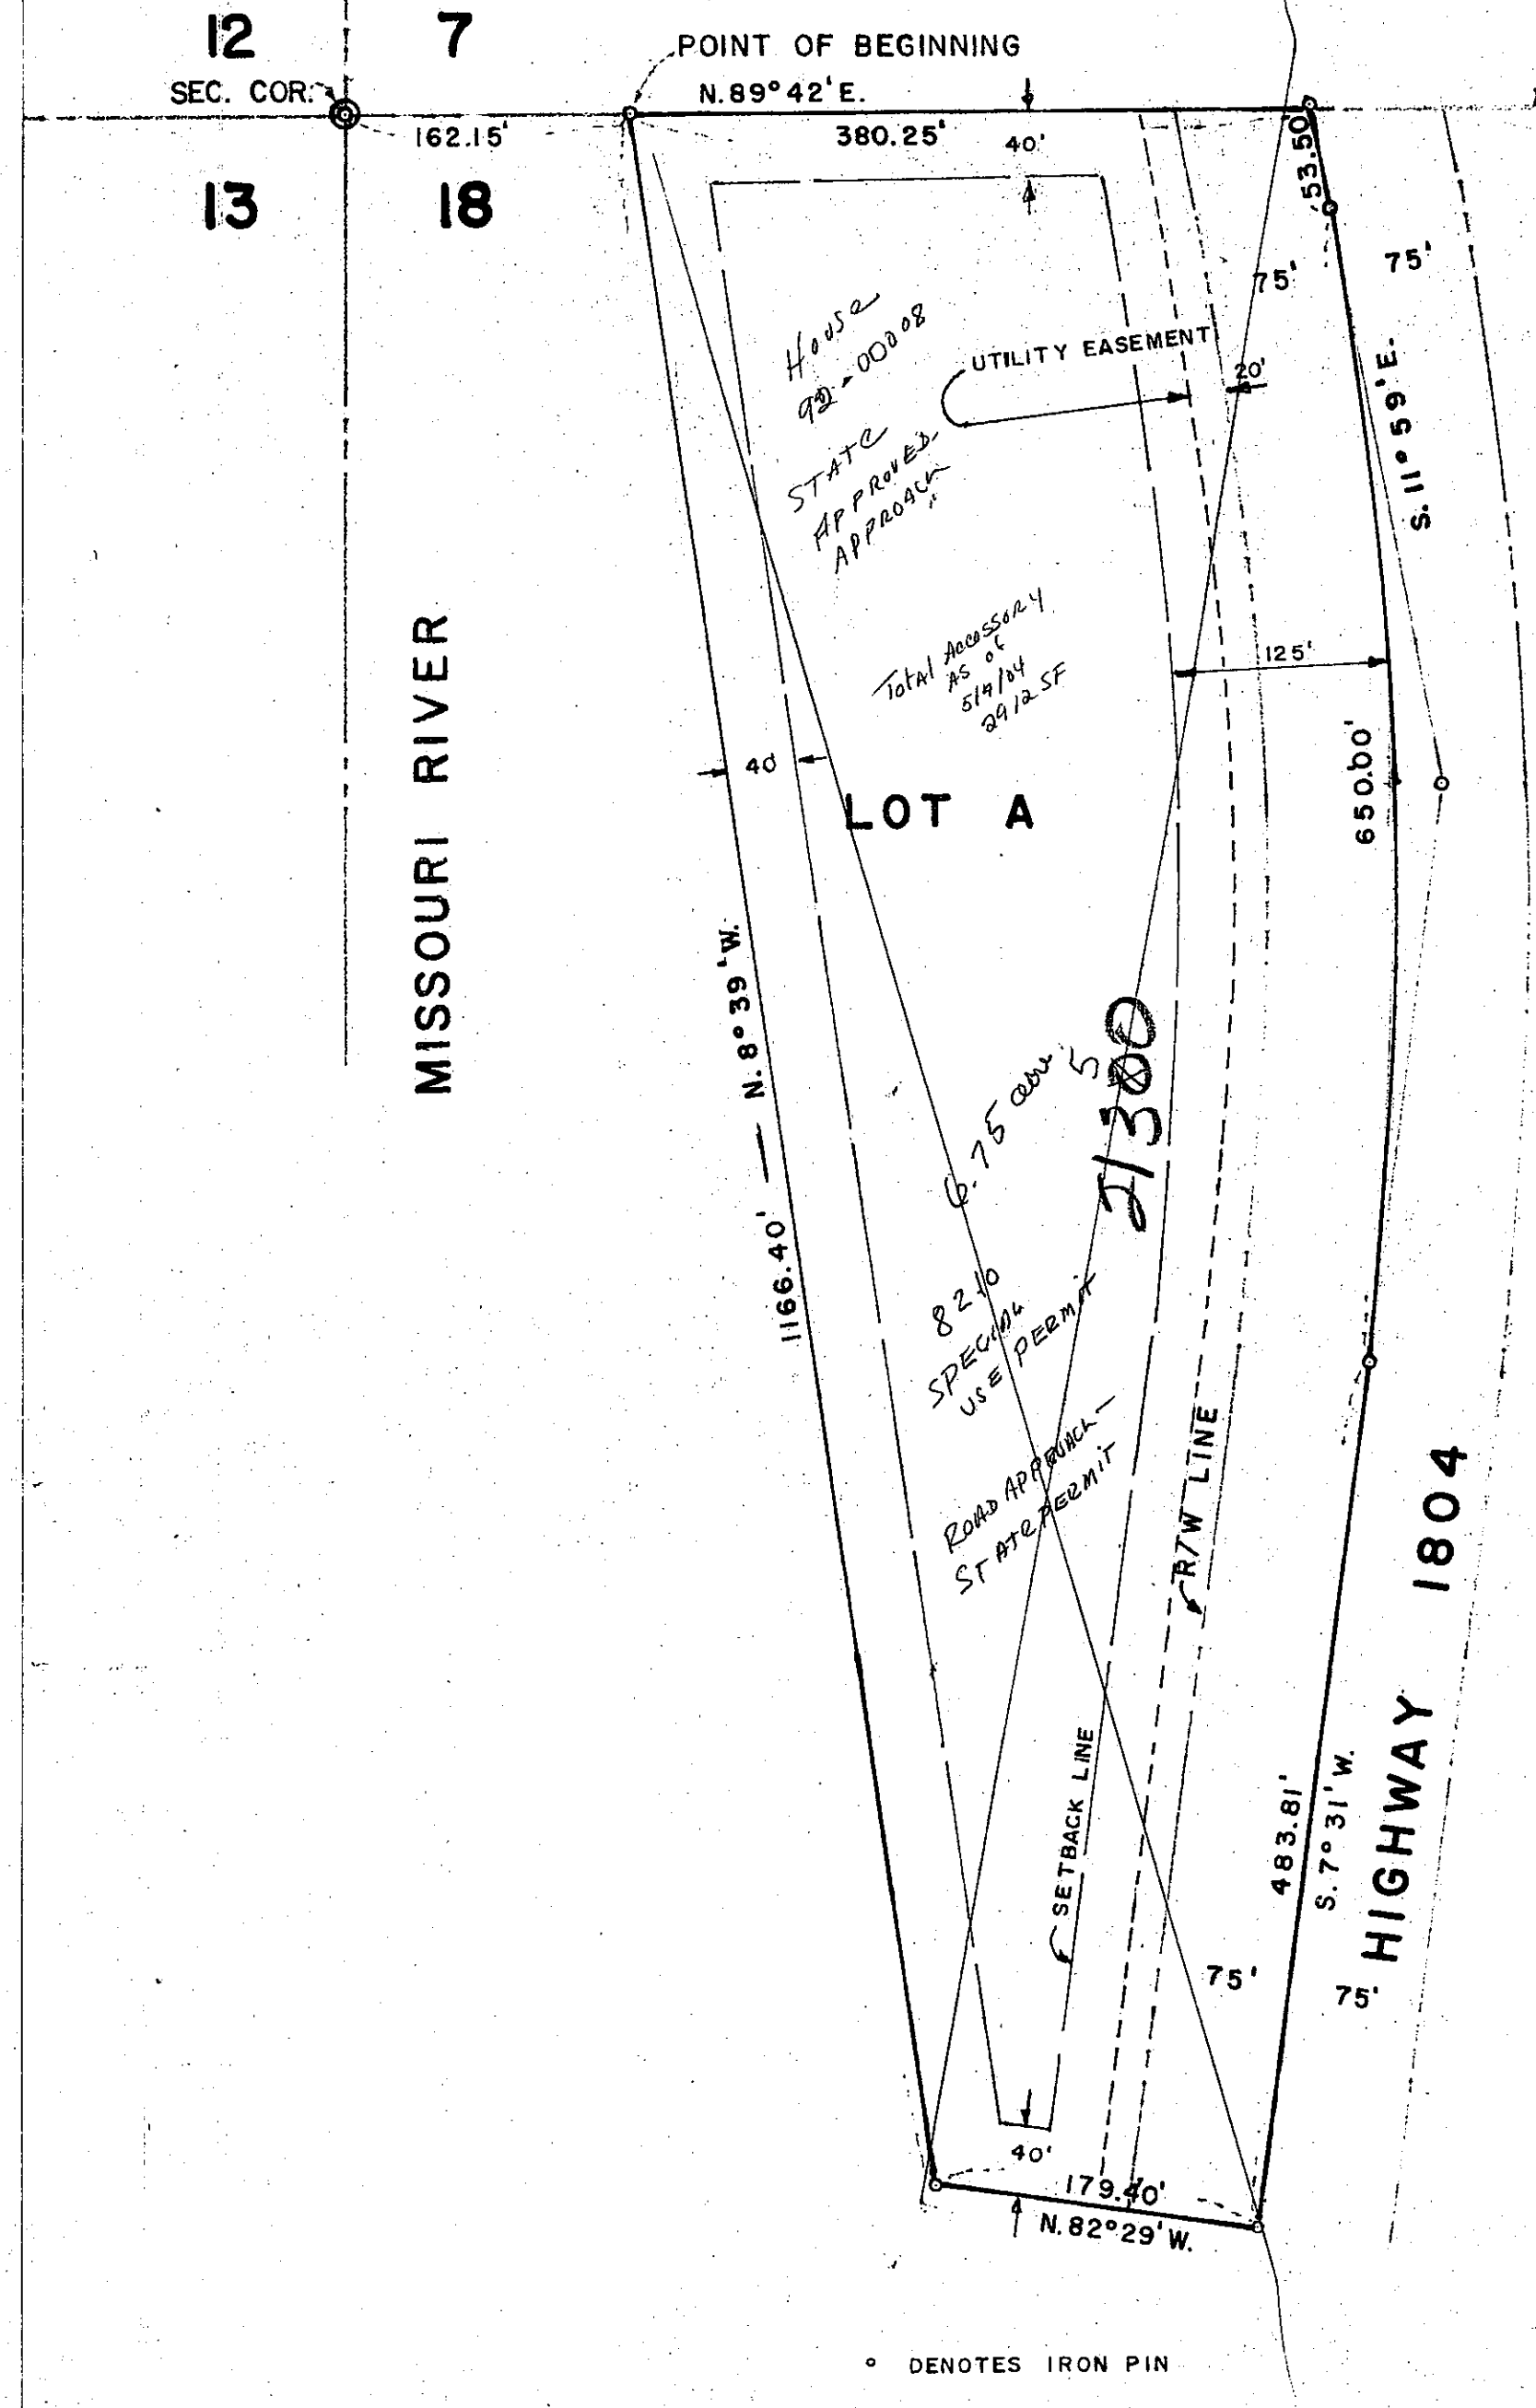 12 7
POINT OF BEGINNING
SEC. COR.
N. 89° 42' E.
162.15'
380.25'
40'
53.50
13 18
75'
75'
House
92-00008
UTILITY EASEMENT
20'
STATE
APPROVED
APPROACH
S. 11° 59' E.
Total Accessory
AS OF
5/4/04
2912 SF
125'
MISSOURI RIVER
650.00'
40
LOT A
N. 8° 39' W.
1166.40'
6.75 acre
5
21300
8210
SPECIAL
USE PERMIT
ROAD APPROACH -
STATE PERMIT
R/W LINE
HIGHWAY 1804
SETBACK LINE
483.81'
S. 7° 31' W.
75'
75'
40'
179.40'
N. 82° 29' W.
° DENOTES IRON PIN